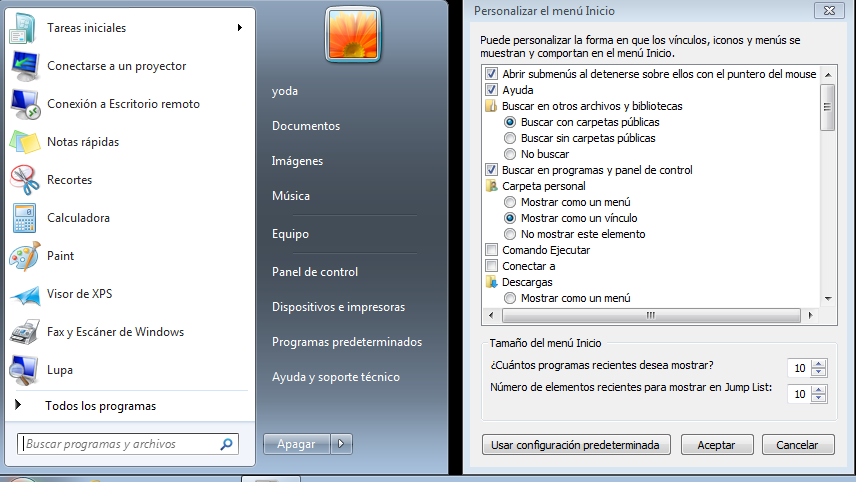 Tareas iniciales
Conectarse a un proyector
Conexión a Escritorio remoto
Notas rápidas
Recortes
Calculadora
Paint
Visor de XPS
Fax y Escáner de Windows
Lupa
Todos los programas
Buscar programas y archivos
yoda
Documentos
Imágenes
Música
Equipo
Panel de control
Dispositivos e impresoras
Programas predeterminados
Ayuda y soporte técnico
Apagar
Personalizar el menú Inicio
Puede personalizar la forma en que los vínculos, iconos y menús se
muestran y comportan en el menú Inicio.
Abrir submenús al detenerse sobre ellos con el puntero del mouse
Ayuda
Buscar en otros archivos y bibliotecas
Buscar con carpetas públicas
Buscar sin carpetas públicas
No buscar
Buscar en programas y panel de control
Carpeta personal
Mostrar como un menú
Mostrar como un vínculo
No mostrar este elemento
Comando Ejecutar
Conectar a
Descargas
Mostrar como un menú
Tamaño del menú Inicio
¿Cuántos programas recientes desea mostrar? 10
Número de elementos recientes para mostrar en Jump List: 10
Usar configuración predeterminada Aceptar Cancelar